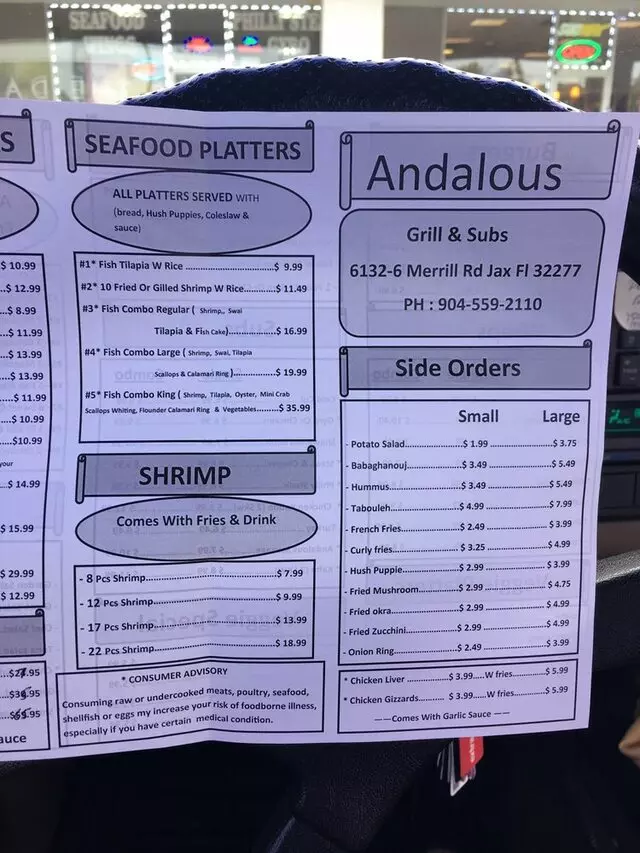 SEAFOOD
PHILLY STE
GYRO
S
$ 10.99
$ 12.99
$ 8.99
$ 11.99
$ 13.99
$ 13.99
$ 11.99
$ 10.99
$10.99
your
$ 14.99
$ 15.99
$ 29.99
$ 12.99
auce
SEAFOOD PLATTERS
ALL PLATTERS SERVED WITH
(bread, Hush Puppies, Coleslaw &
sauce)
#1* Fish Tilapia W Rice ..........................$ 9.99
#2* 10 Fried Or Gilled Shrimp W Rice..........$ 11.49
#3* Fish Combo Regular ( Shrimp,, Swai
Tilapia & Fish Cake)..................$ 16.99
#4* Fish Combo Large ( Shrimp, Swai, Tilapia
Scallops & Calamari Ring )................$ 19.99
#5* Fish Combo King ( Shrimp, Tilapia, Oyster, Mini Crab
Scallops Whiting, Flounder Calamari Ring & Vegetables.......$ 35.99
SHRIMP
Comes With Fries & Drink
- 8 Pcs Shrimp..............................$ 7.99
- 12 Pcs Shrimp............................$ 9.99
- 17 Pcs Shrimp............................$ 13.99
- 22 Pcs Shrimp............................$ 18.99
* CONSUMER ADVISORY
Consuming raw or undercooked meats, poultry, seafood,
shellfish or eggs my increase your risk of foodborne illness,
especially if you have certain medical condition.
Andalous
Grill & Subs
6132-6 Merrill Rd Jax Fl 32277
PH : 904-559-2110
Side Orders
Small Large
- Potato Salad..............$ 1.99 ....................$ 3.75
- Babaghanouj..............$ 3.49 ....................$ 5.49
- Hummus....................$ 3.49 ....................$ 5.49
- Tabouleh...................$ 4.99 ....................$ 7.99
- French Fries...............$ 2.49 ....................$ 3.99
- Curly fries..................$ 3.25 ....................$ 4.99
- Hush Puppie..............$ 2.99 ....................$ 3.99
- Fried Mushroom.........$ 2.99 ....................$ 4.75
- Fried okra..................$ 2.99 ....................$ 4.99
- Fried Zucchini............$ 2.99 ....................$ 4.99
- Onion Ring.................$ 2.49 ....................$ 3.99
* Chicken Liver ............$ 3.99.....W fries.......$ 5.99
* Chicken Gizzards........$ 3.99.....W fries.......$ 5.99
——Comes With Garlic Sauce ——